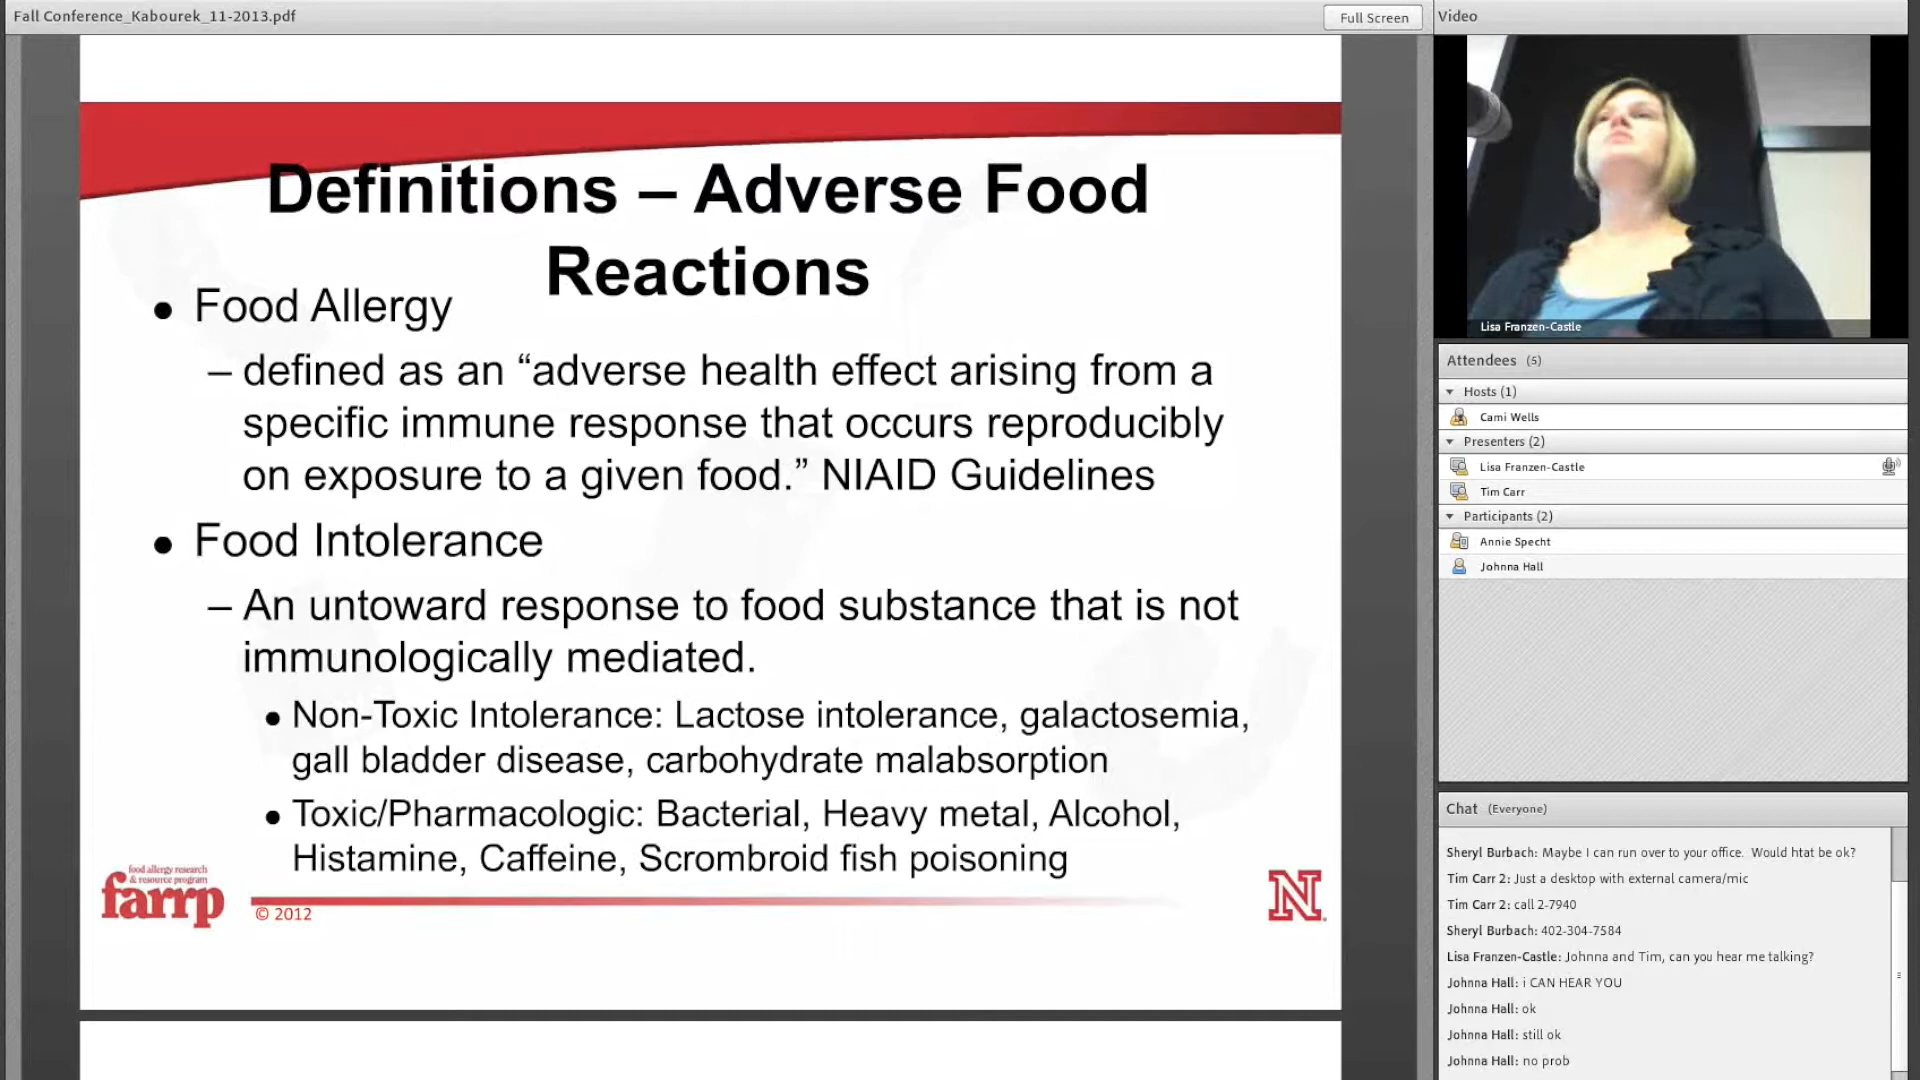 Fall Conference_Kabourek_11-2013.pdf
Full Screen
Definitions – Adverse Food
Reactions
● Food Allergy
– defined as an “adverse health effect arising from a
specific immune response that occurs reproducibly
on exposure to a given food.” NIAID Guidelines
● Food Intolerance
– An untoward response to food substance that is not
immunologically mediated.
● Non-Toxic Intolerance: Lactose intolerance, galactosemia,
gall bladder disease, carbohydrate malabsorption
● Toxic/Pharmacologic: Bacterial, Heavy metal, Alcohol,
Histamine, Caffeine, Scrombroid fish poisoning
food allergy research
& resource program
farrp
© 2012
N
Video
Lisa Franzen-Castle
Attendees (5)
Hosts (1)
Cami Wells
Presenters (2)
Lisa Franzen-Castle
Tim Carr
Participants (2)
Annie Specht
Johnna Hall
Chat (Everyone)
Sheryl Burbach: Maybe I can run over to your office. Would htat be ok?
Tim Carr 2: Just a desktop with external camera/mic
Tim Carr 2: call 2-7940
Sheryl Burbach: 402-304-7584
Lisa Franzen-Castle: Johnna and Tim, can you hear me talking?
Johnna Hall: i CAN HEAR YOU
Johnna Hall: ok
Johnna Hall: still ok
Johnna Hall: no prob